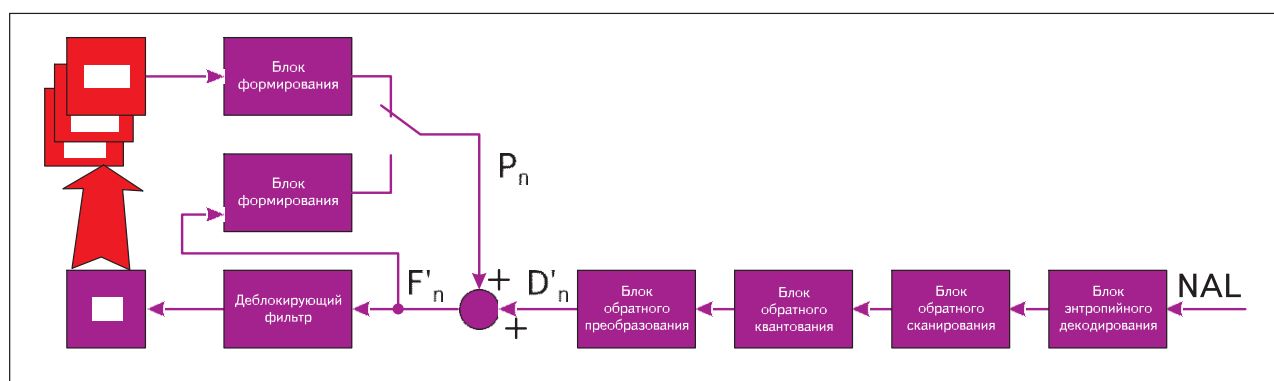 Блок
формирования
Pn
Блок
формирования
F'n
D'n
+
+
Деблокирующий
фильтр
Блок
обратного
преобразования
Блок
обратного
квантования
Блок
обратного
сканирования
Блок
энтропийного
декодирования
NAL